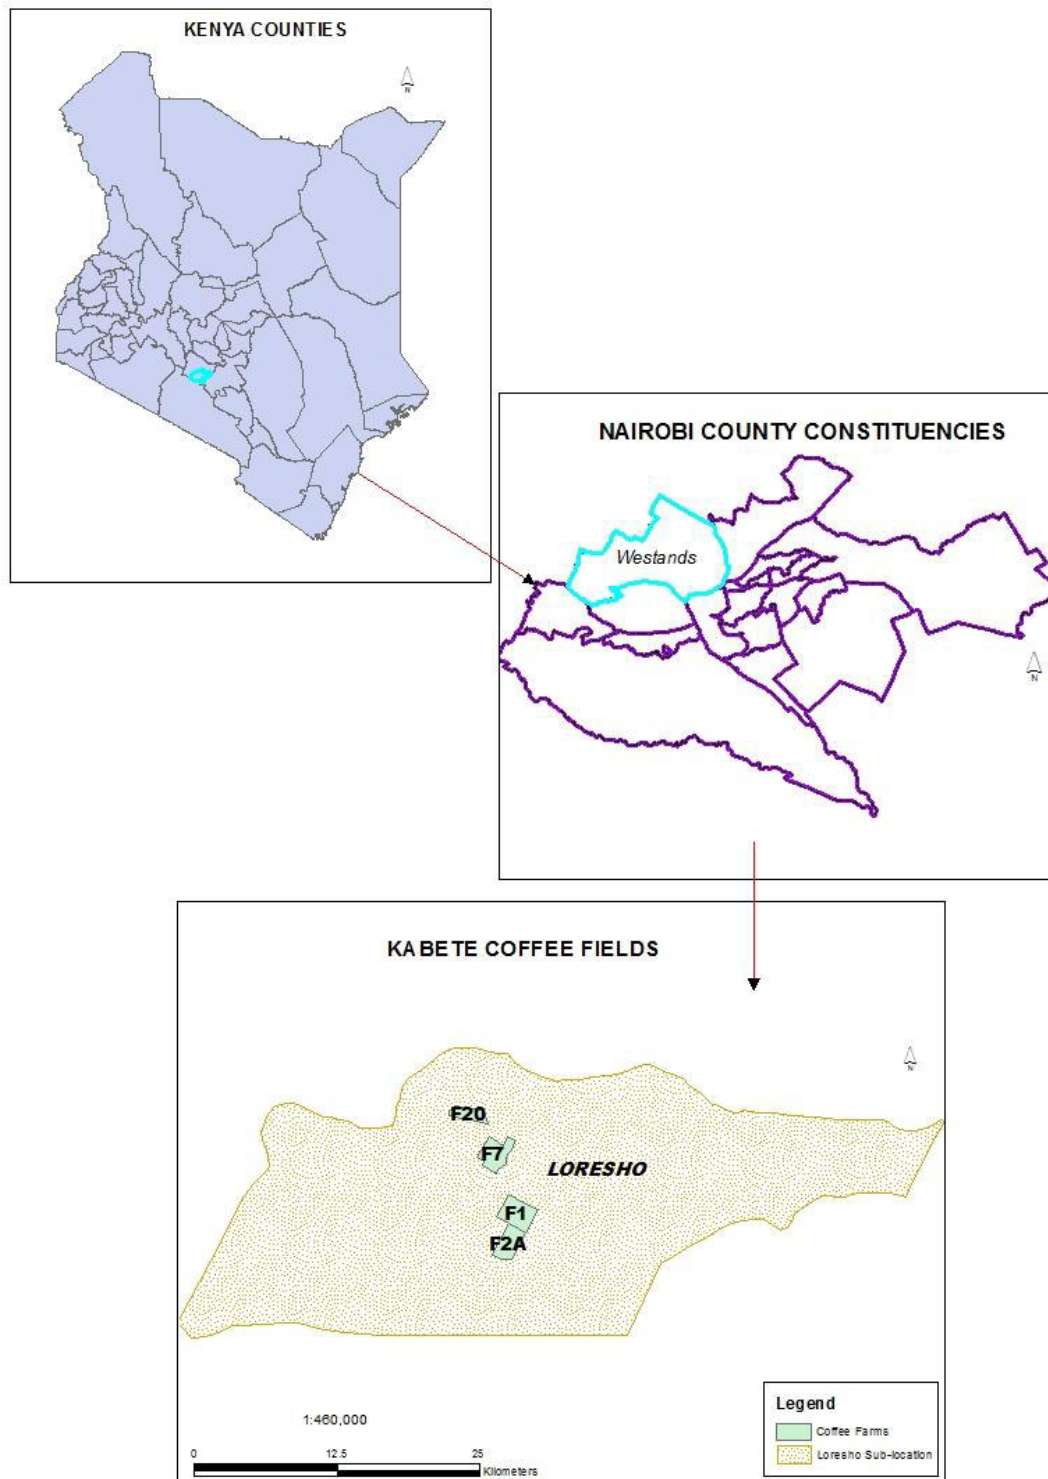 KENYA COUNTIES
N
NAIROBI COUNTY CONSTITUENCIES
Westands
N
KABETE COFFEE FIELDS
N
F20
F7
LORESHO
F1
F2A
1:460,000
0 12.5 25
Kilometers
Legend
Coffee Farms
Loresho Sub-location